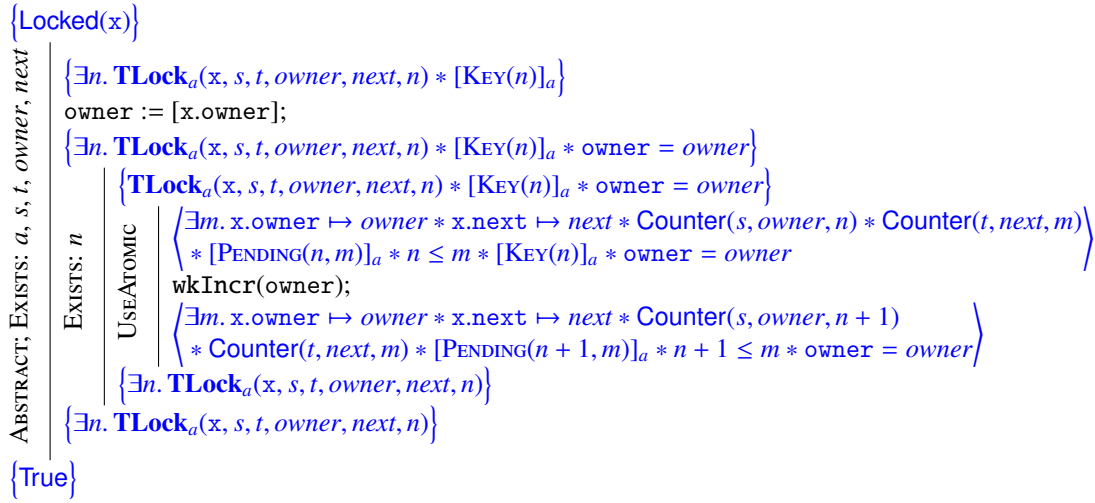 {Locked(x)}
Abstract; Exists: a, s, t, owner, next
{∃n. TLock_a(x, s, t, owner, next, n) ∗ [Key(n)]_a}
owner := [x.owner];
{∃n. TLock_a(x, s, t, owner, next, n) ∗ [Key(n)]_a ∗ owner = owner}
Exists: n
{TLock_a(x, s, t, owner, next, n) ∗ [Key(n)]_a ∗ owner = owner}
UseAtomic
⟨∃m. x.owner ↦ owner ∗ x.next ↦ next ∗ Counter(s, owner, n) ∗ Counter(t, next, m)
∗ [Pending(n, m)]_a ∗ n ≤ m ∗ [Key(n)]_a ∗ owner = owner⟩
wkIncr(owner);
⟨∃m. x.owner ↦ owner ∗ x.next ↦ next ∗ Counter(s, owner, n + 1)
∗ Counter(t, next, m) ∗ [Pending(n + 1, m)]_a ∗ n + 1 ≤ m ∗ owner = owner⟩
{∃n. TLock_a(x, s, t, owner, next, n)}
{∃n. TLock_a(x, s, t, owner, next, n)}
{True}